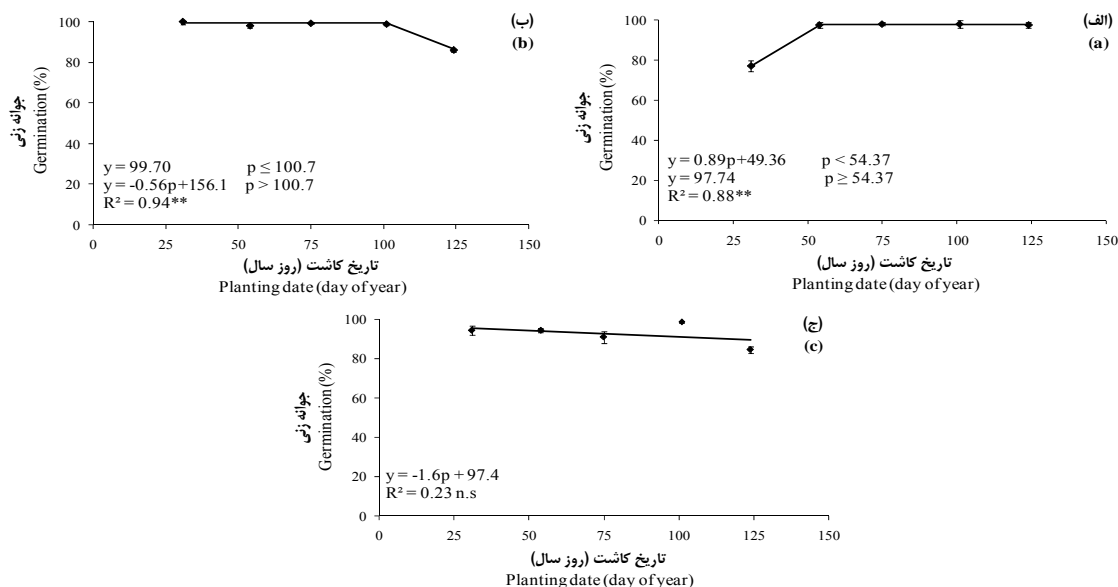 (ب)
(b)
جوانه زنی
Germination (%)
100
80
60
40
20
0
y = 99.70 p ≤ 100.7
y = -0.56p+156.1 p > 100.7
R² = 0.94**
0 25 50 75 100 125 150
تاریخ کاشت (روز سال)
Planting date (day of year)
(الف)
(a)
جوانه زنی
Germination (%)
100
80
60
40
20
0
y = 0.89p+49.36 p < 54.37
y = 97.74 p ≥ 54.37
R² = 0.88**
0 25 50 75 100 125 150
تاریخ کاشت (روز سال)
Planting date (day of year)
(ج)
(c)
جوانه زنی
Germination (%)
100
80
60
40
20
0
y = -1.6p + 97.4
R² = 0.23 n.s
0 25 50 75 100 125 150
تاریخ کاشت (روز سال)
Planting date (day of year)